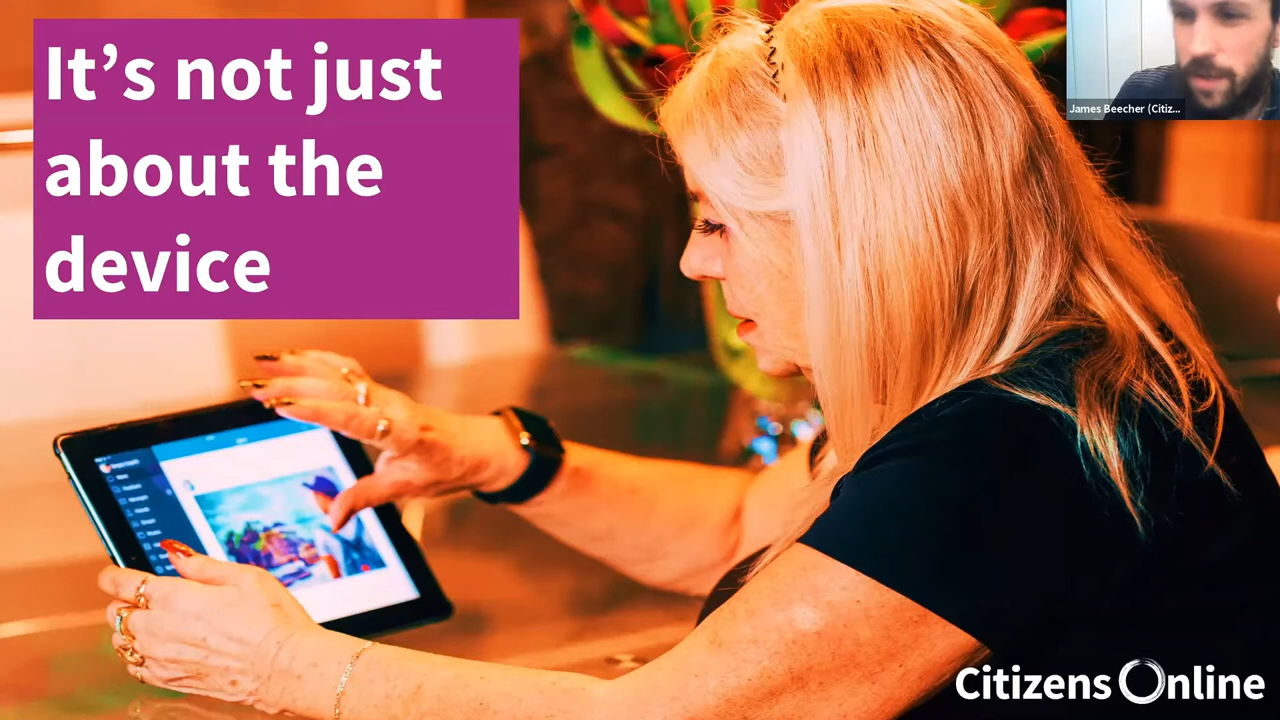 It's not just
about the
device
James Beecher (Citiz...
Citizens Online